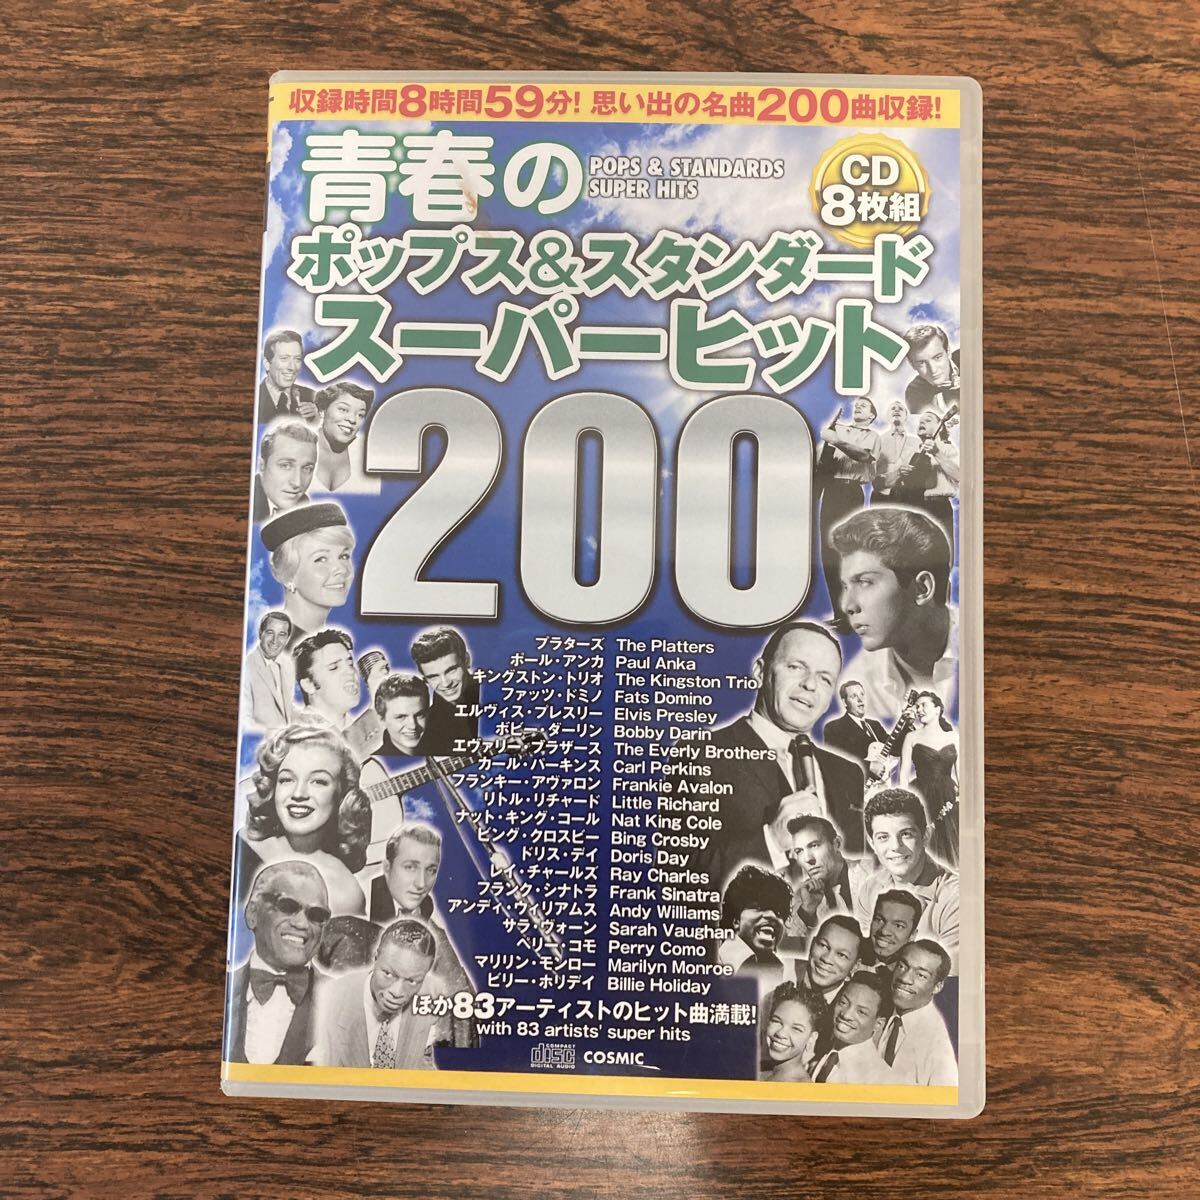 収録時間8時間59分! 思い出の名曲200曲収録!
青春の
POPS & STANDARDS
SUPER HITS
CD
8枚組
ポップス&スタンダード
スーパーヒット
200
プラターズ The Platters
ポール・アンカ Paul Anka
キングストン・トリオ The Kingston Trio
ファッツ・ドミノ Fats Domino
エルヴィス・プレスリー Elvis Presley
ボビー・ダーリン Bobby Darin
エヴァリー・ブラザース The Everly Brothers
カール・パーキンス Carl Perkins
フランキー・アヴァロン Frankie Avalon
リトル・リチャード Little Richard
ナット・キング・コール Nat King Cole
ビング・クロスビー Bing Crosby
ドリス・デイ Doris Day
レイ・チャールズ Ray Charles
フランク・シナトラ Frank Sinatra
アンディ・ウィリアムス Andy Williams
サラ・ヴォーン Sarah Vaughan
ペリー・コモ Perry Como
マリリン・モンロー Marilyn Monroe
ビリー・ホリデイ Billie Holiday
ほか83アーティストのヒット曲満載!
with 83 artists' super hits
COMPACT
disc
DIGITAL AUDIO
COSMIC